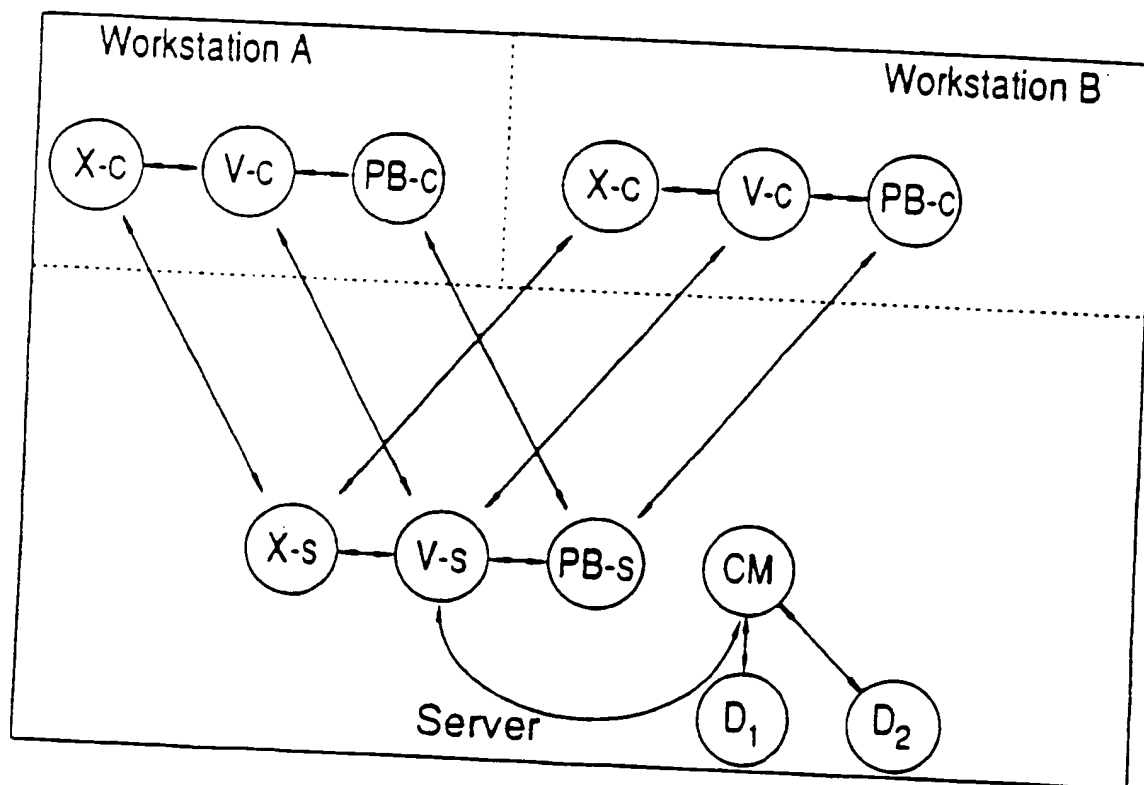 Workstation A
Workstation B
X-c
V-c
PB-c
X-c
V-c
PB-c
X-s
V-s
PB-s
CM
Server
D₁
D₂